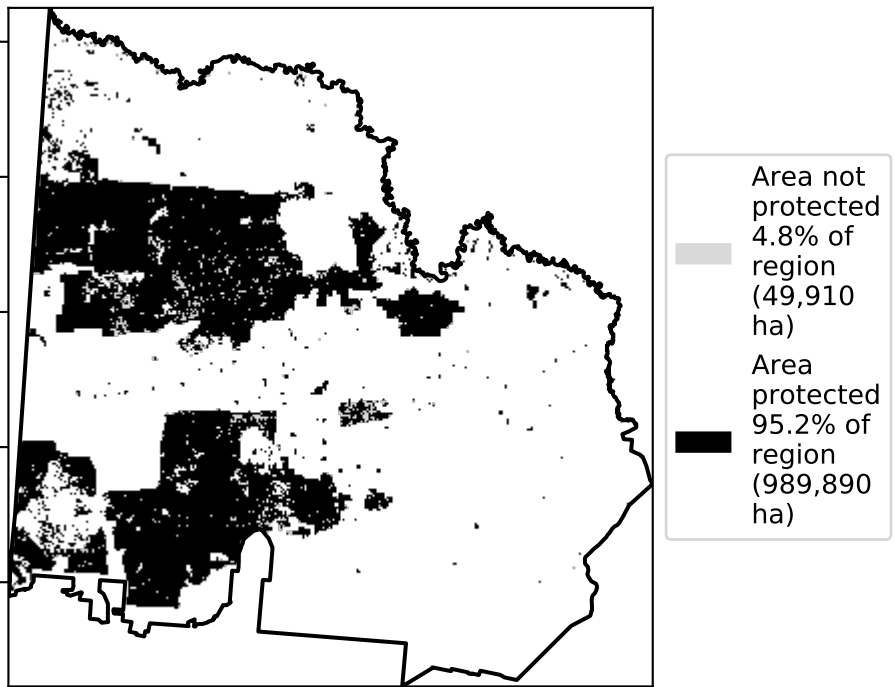 Area not
protected
4.8% of
region
(49,910
ha)
Area
protected
95.2% of
region
(989,890
ha)